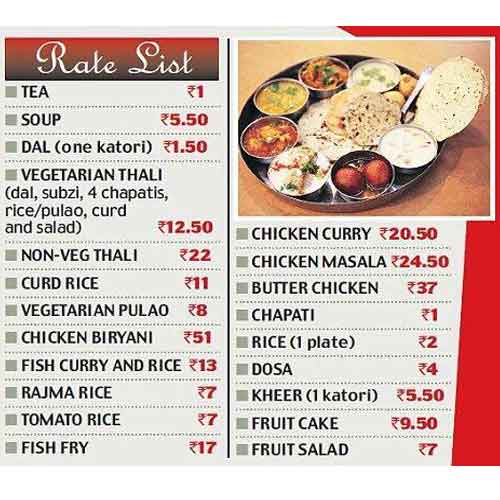 Rate List
TEA ₹1
SOUP ₹5.50
DAL (one katori) ₹1.50
VEGETARIAN THALI
(dal, subzi, 4 chapatis,
rice/pulao, curd
and salad) ₹12.50
NON-VEG THALI ₹22
CURD RICE ₹11
VEGETARIAN PULAO ₹8
CHICKEN BIRYANI ₹51
FISH CURRY AND RICE ₹13
RAJMA RICE ₹7
TOMATO RICE ₹7
FISH FRY ₹17
CHICKEN CURRY ₹20.50
CHICKEN MASALA ₹24.50
BUTTER CHICKEN ₹37
CHAPATI ₹1
RICE (1 plate) ₹2
DOSA ₹4
KHEER (1 katori) ₹5.50
FRUIT CAKE ₹9.50
FRUIT SALAD ₹7